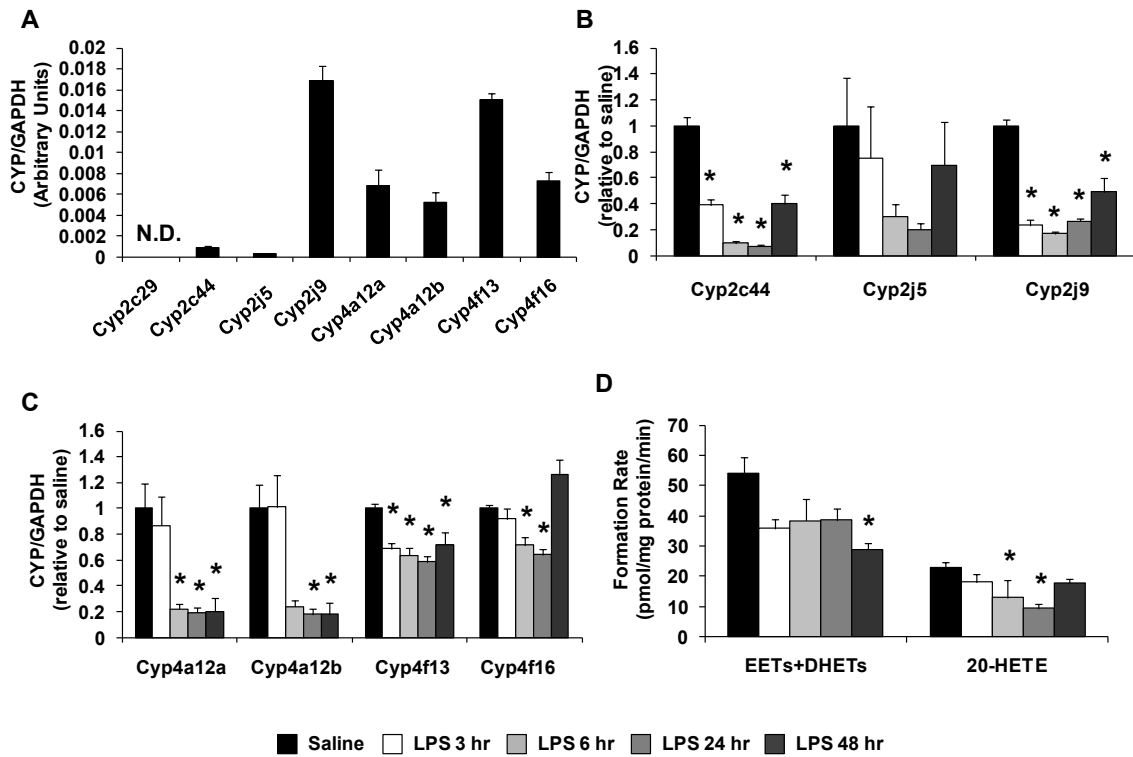 A
CYP/GAPDH
(Arbitrary Units)
0.02
0.018
0.016
0.014
0.012
0.01
0.008
0.006
0.004
0.002
0
N.D.
Cyp2c29
Cyp2c44
Cyp2j5
Cyp2j9
Cyp4a12a
Cyp4a12b
Cyp4f13
Cyp4f16
B
CYP/GAPDH
(relative to saline)
1.6
1.4
1.2
1
0.8
0.6
0.4
0.2
0
* * * * * * * *
Cyp2c44 Cyp2j5 Cyp2j9
C
CYP/GAPDH
(relative to saline)
1.6
1.4
1.2
1
0.8
0.6
0.4
0.2
0
* * * * * * * * * * *
Cyp4a12a Cyp4a12b Cyp4f13 Cyp4f16
D
Formation Rate
(pmol/mg protein/min)
70
60
50
40
30
20
10
0
* * *
EETs+DHETs 20-HETE
Saline LPS 3 hr LPS 6 hr LPS 24 hr LPS 48 hr